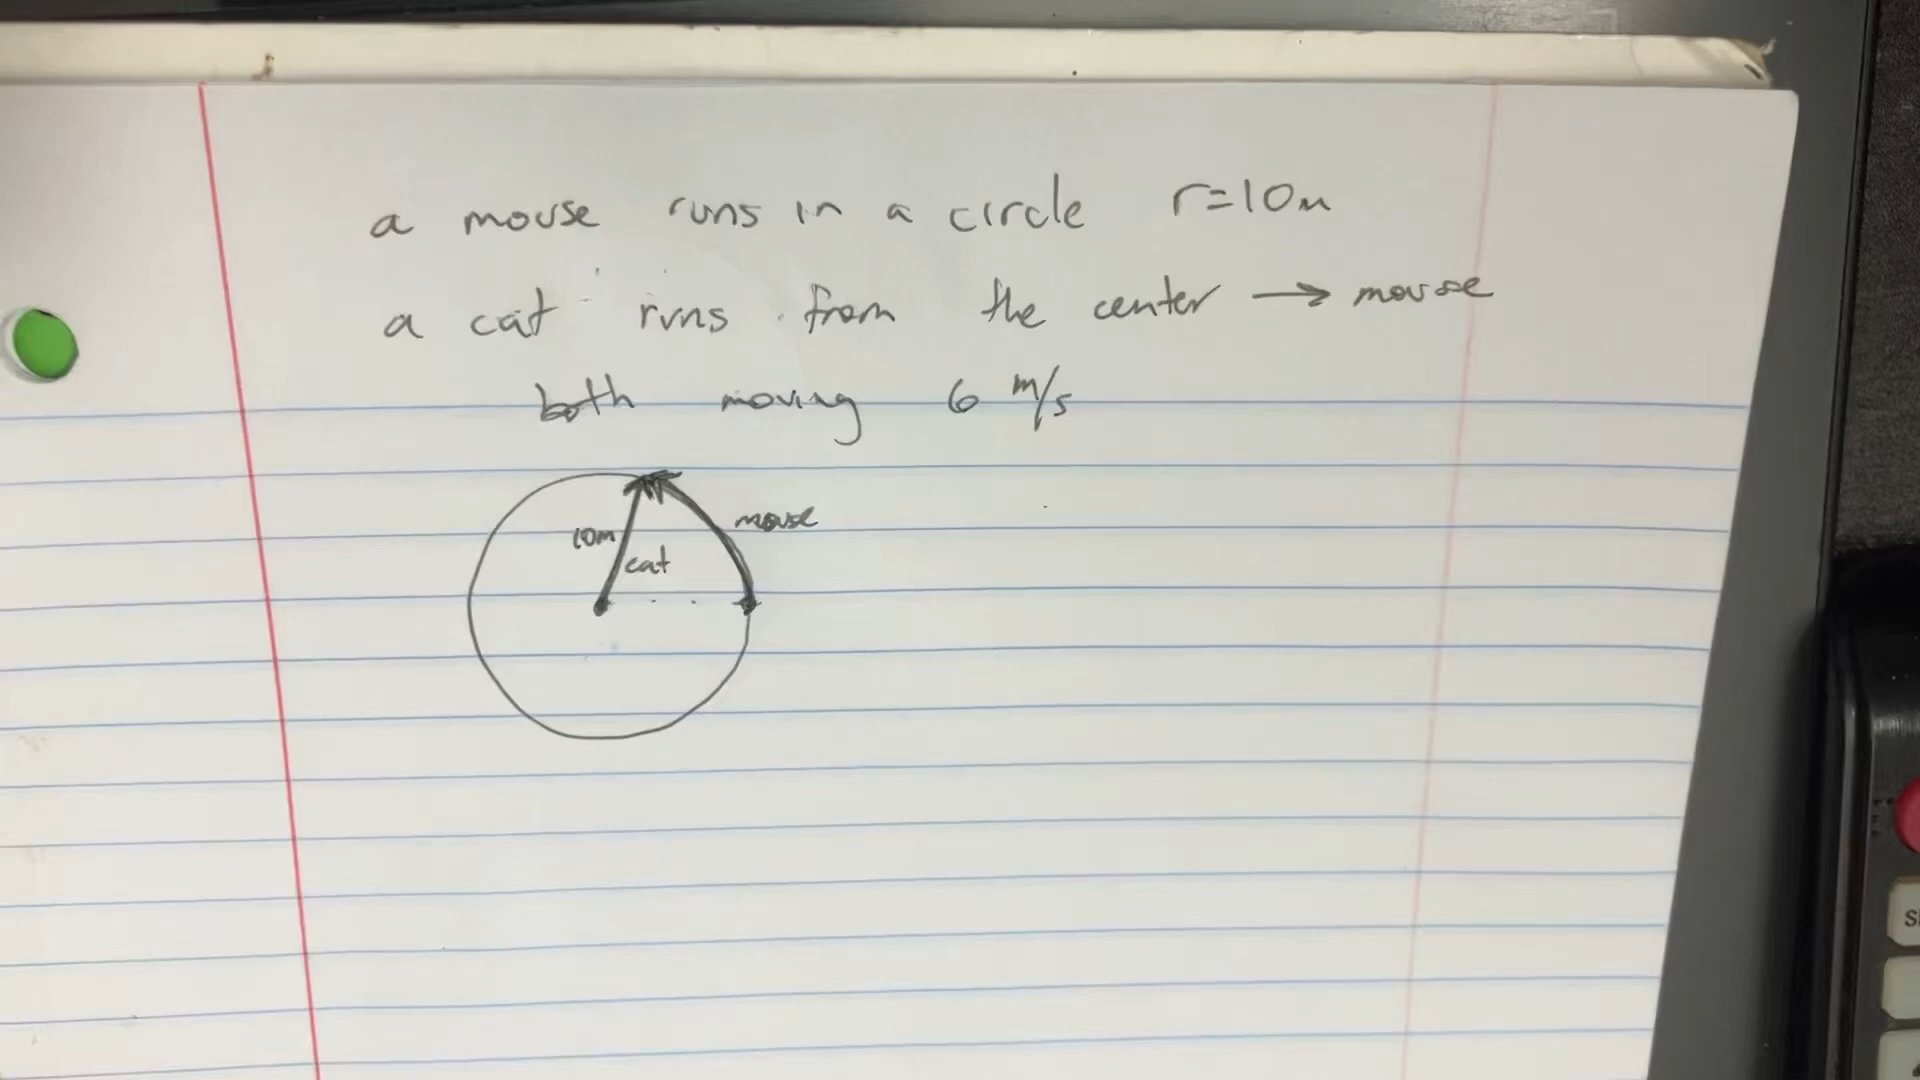 a mouse runs in a circle r=10m
a cat runs from the center → mouse
both moving 6 m/s
mouse
10m
cat